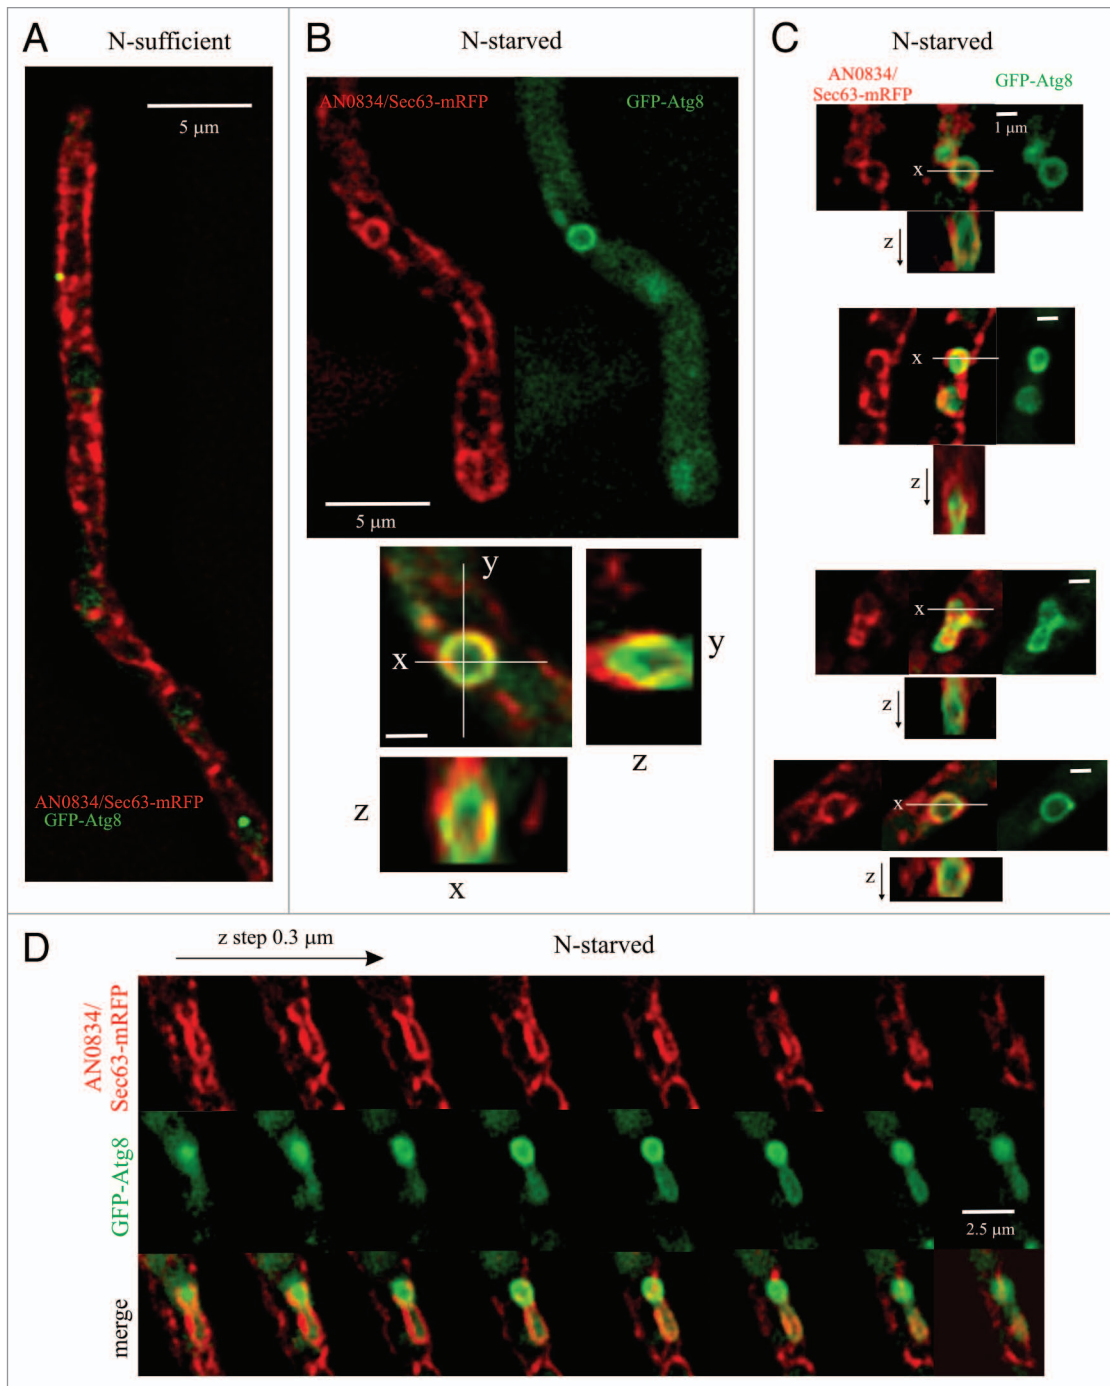 A
N-sufficient
5 µm
AN0834/Sec63-mRFP
GFP-Atg8
B
N-starved
AN0834/Sec63-mRFP
GFP-Atg8
5 µm
y
x
y
z
z
x
C
N-starved
AN0834/
Sec63-mRFP
GFP-Atg8
1 µm
x
z
x
z
x
z
x
z
D
z step 0.3 µm
N-starved
AN0834/
Sec63-mRFP
GFP-Atg8
2.5 µm
merge